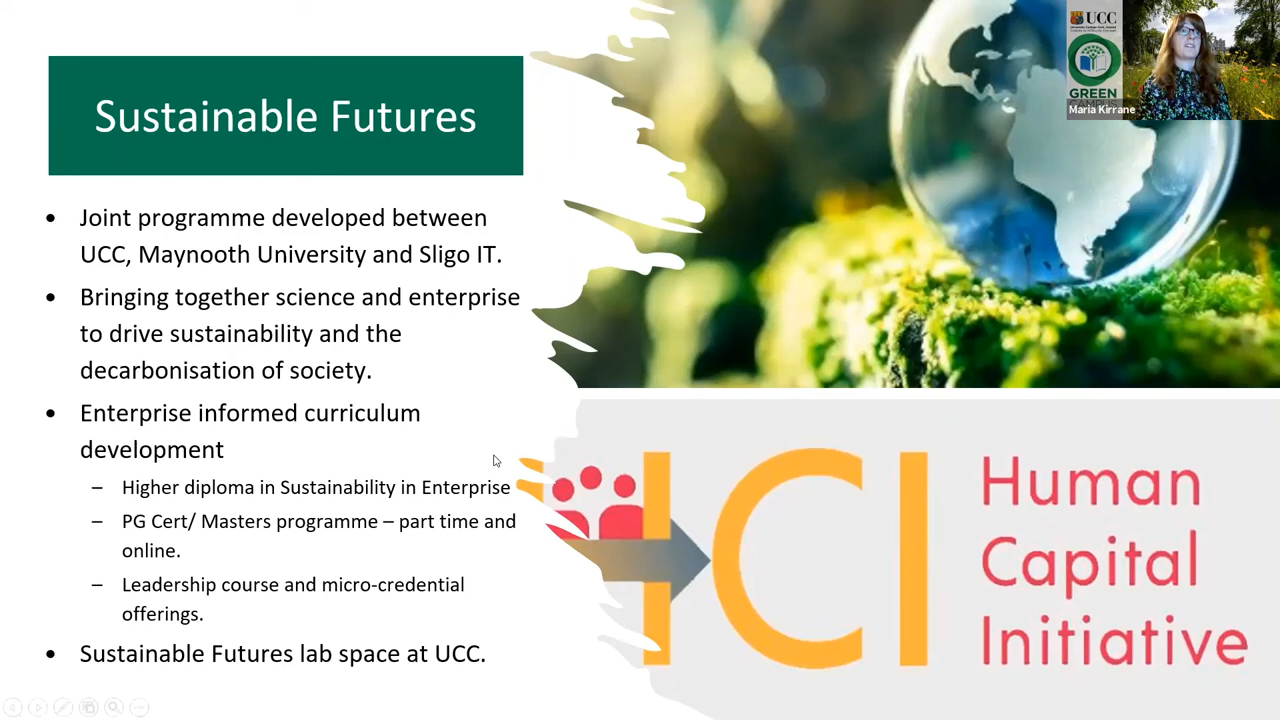 Sustainable Futures
• Joint programme developed between
UCC, Maynooth University and Sligo IT.
• Bringing together science and enterprise
to drive sustainability and the
decarbonisation of society.
• Enterprise informed curriculum
development
– Higher diploma in Sustainability in Enterprise
– PG Cert/ Masters programme – part time and
online.
– Leadership course and micro-credential
offerings.
• Sustainable Futures lab space at UCC.
UCC
GREEN
CAMPUS
Maria Kirrane
HCI
Human
Capital
Initiative